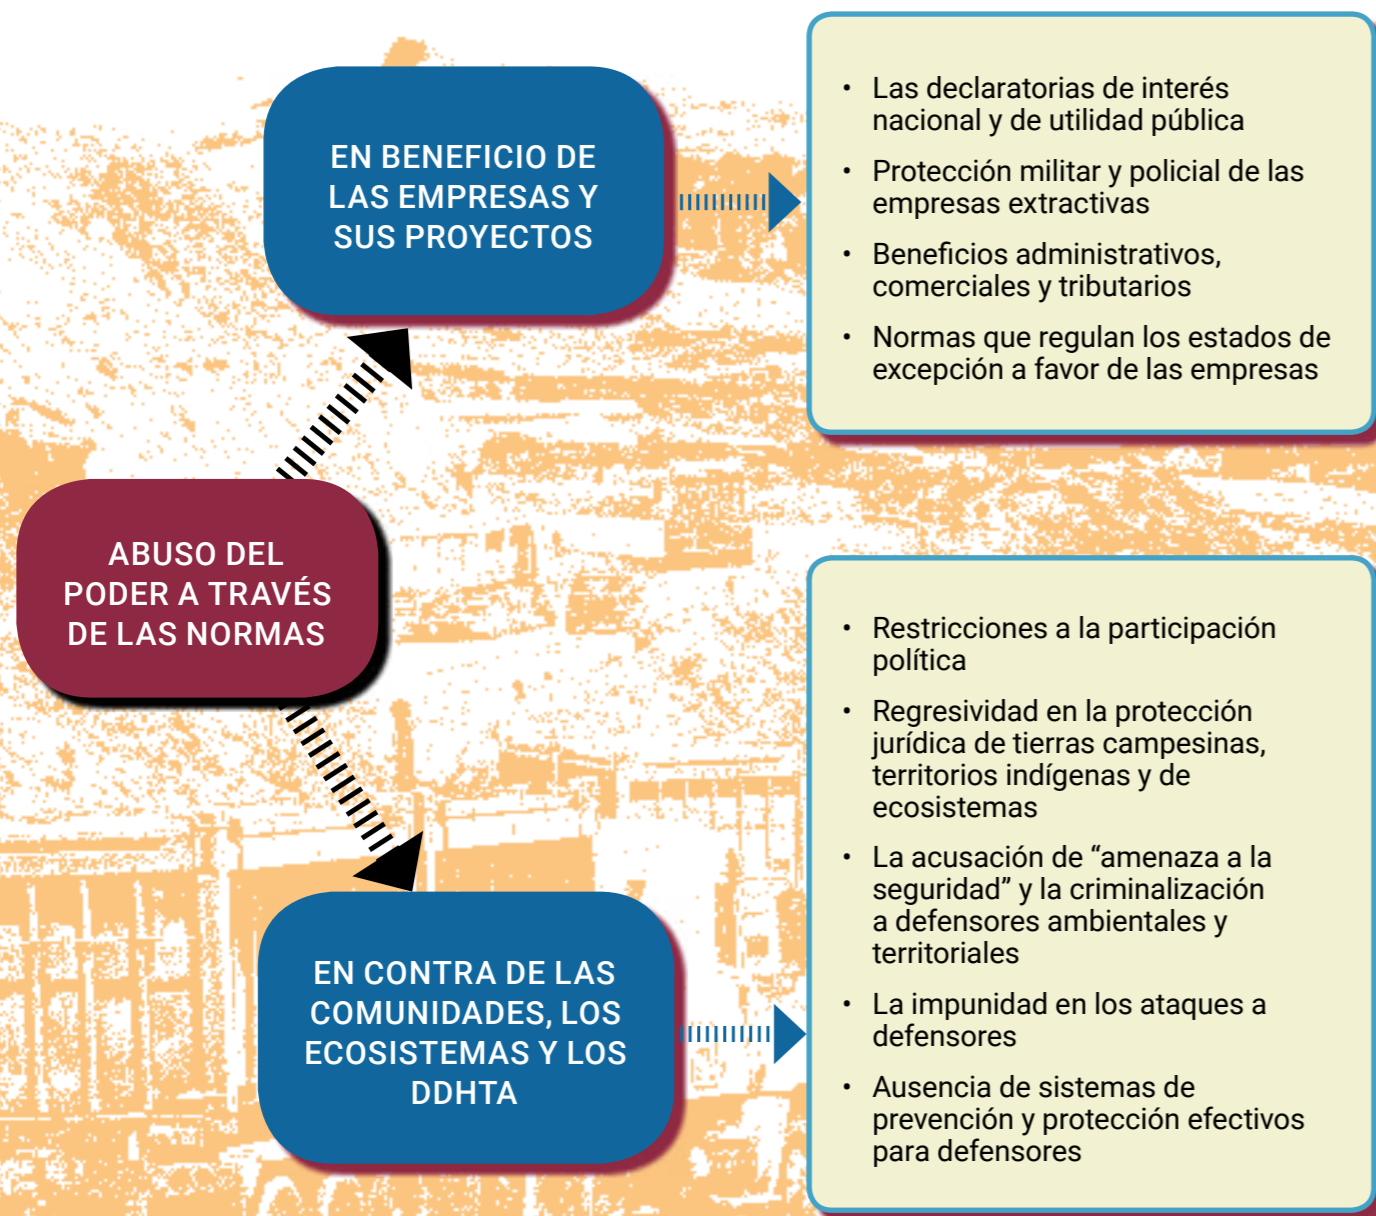 EN BENEFICIO DE
LAS EMPRESAS Y
SUS PROYECTOS
• Las declaratorias de interés
nacional y de utilidad pública
• Protección militar y policial de las
empresas extractivas
• Beneficios administrativos,
comerciales y tributarios
• Normas que regulan los estados de
excepción a favor de las empresas
ABUSO DEL
PODER A TRAVÉS
DE LAS NORMAS
EN CONTRA DE LAS
COMUNIDADES, LOS
ECOSISTEMAS Y LOS
DDHTA
• Restricciones a la participación
política
• Regresividad en la protección
jurídica de tierras campesinas,
territorios indígenas y de
ecosistemas
• La acusación de “amenaza a la
seguridad” y la criminalización
a defensores ambientales y
territoriales
• La impunidad en los ataques a
defensores
• Ausencia de sistemas de
prevención y protección efectivos
para defensores